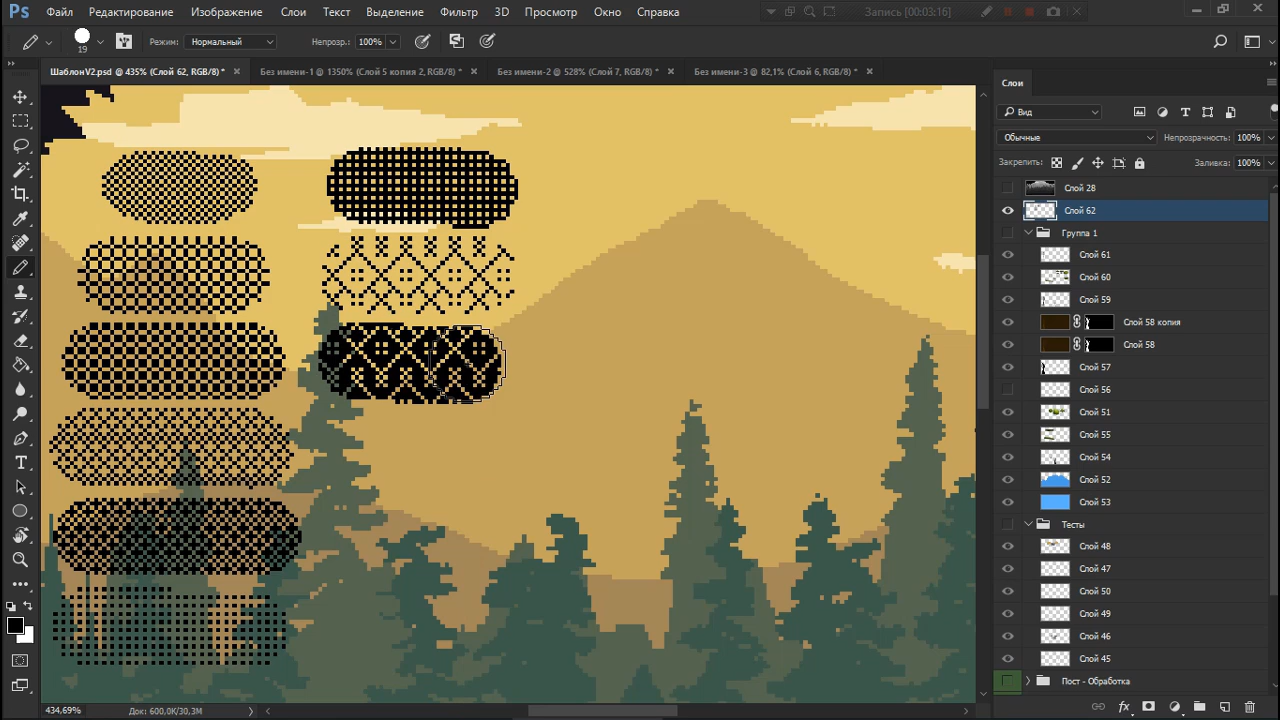 Ps Файл Редактирование Изображение Слои Текст Выделение Фильтр 3D Просмотр Окно Справка Запись [00:03:16]
19 Режим: Нормальный Непрозр.: 100%
ШаблонV2.psd @ 435% (Слой 62, RGB/8) * × Без имени-1 @ 1350% (Слой 5 копия 2, RGB/8) * × Без имени-2 @ 528% (Слой 7, RGB/8) * × Без имени-3 @ 82,1% (Слой 6, RGB/8) * ×
Слои
Вид
Обычные Непрозрачность: 100%
Закрепить: Заливка: 100%
Слой 28
Слой 62
Группа 1
Слой 61
Слой 60
Слой 59
Слой 58 копия
Слой 58
Слой 57
Слой 56
Слой 51
Слой 55
Слой 54
Слой 52
Слой 53
Тесты
Слой 48
Слой 47
Слой 50
Слой 49
Слой 46
Слой 45
Пост - Обработка
434,69% Док: 600,0K/30,3M